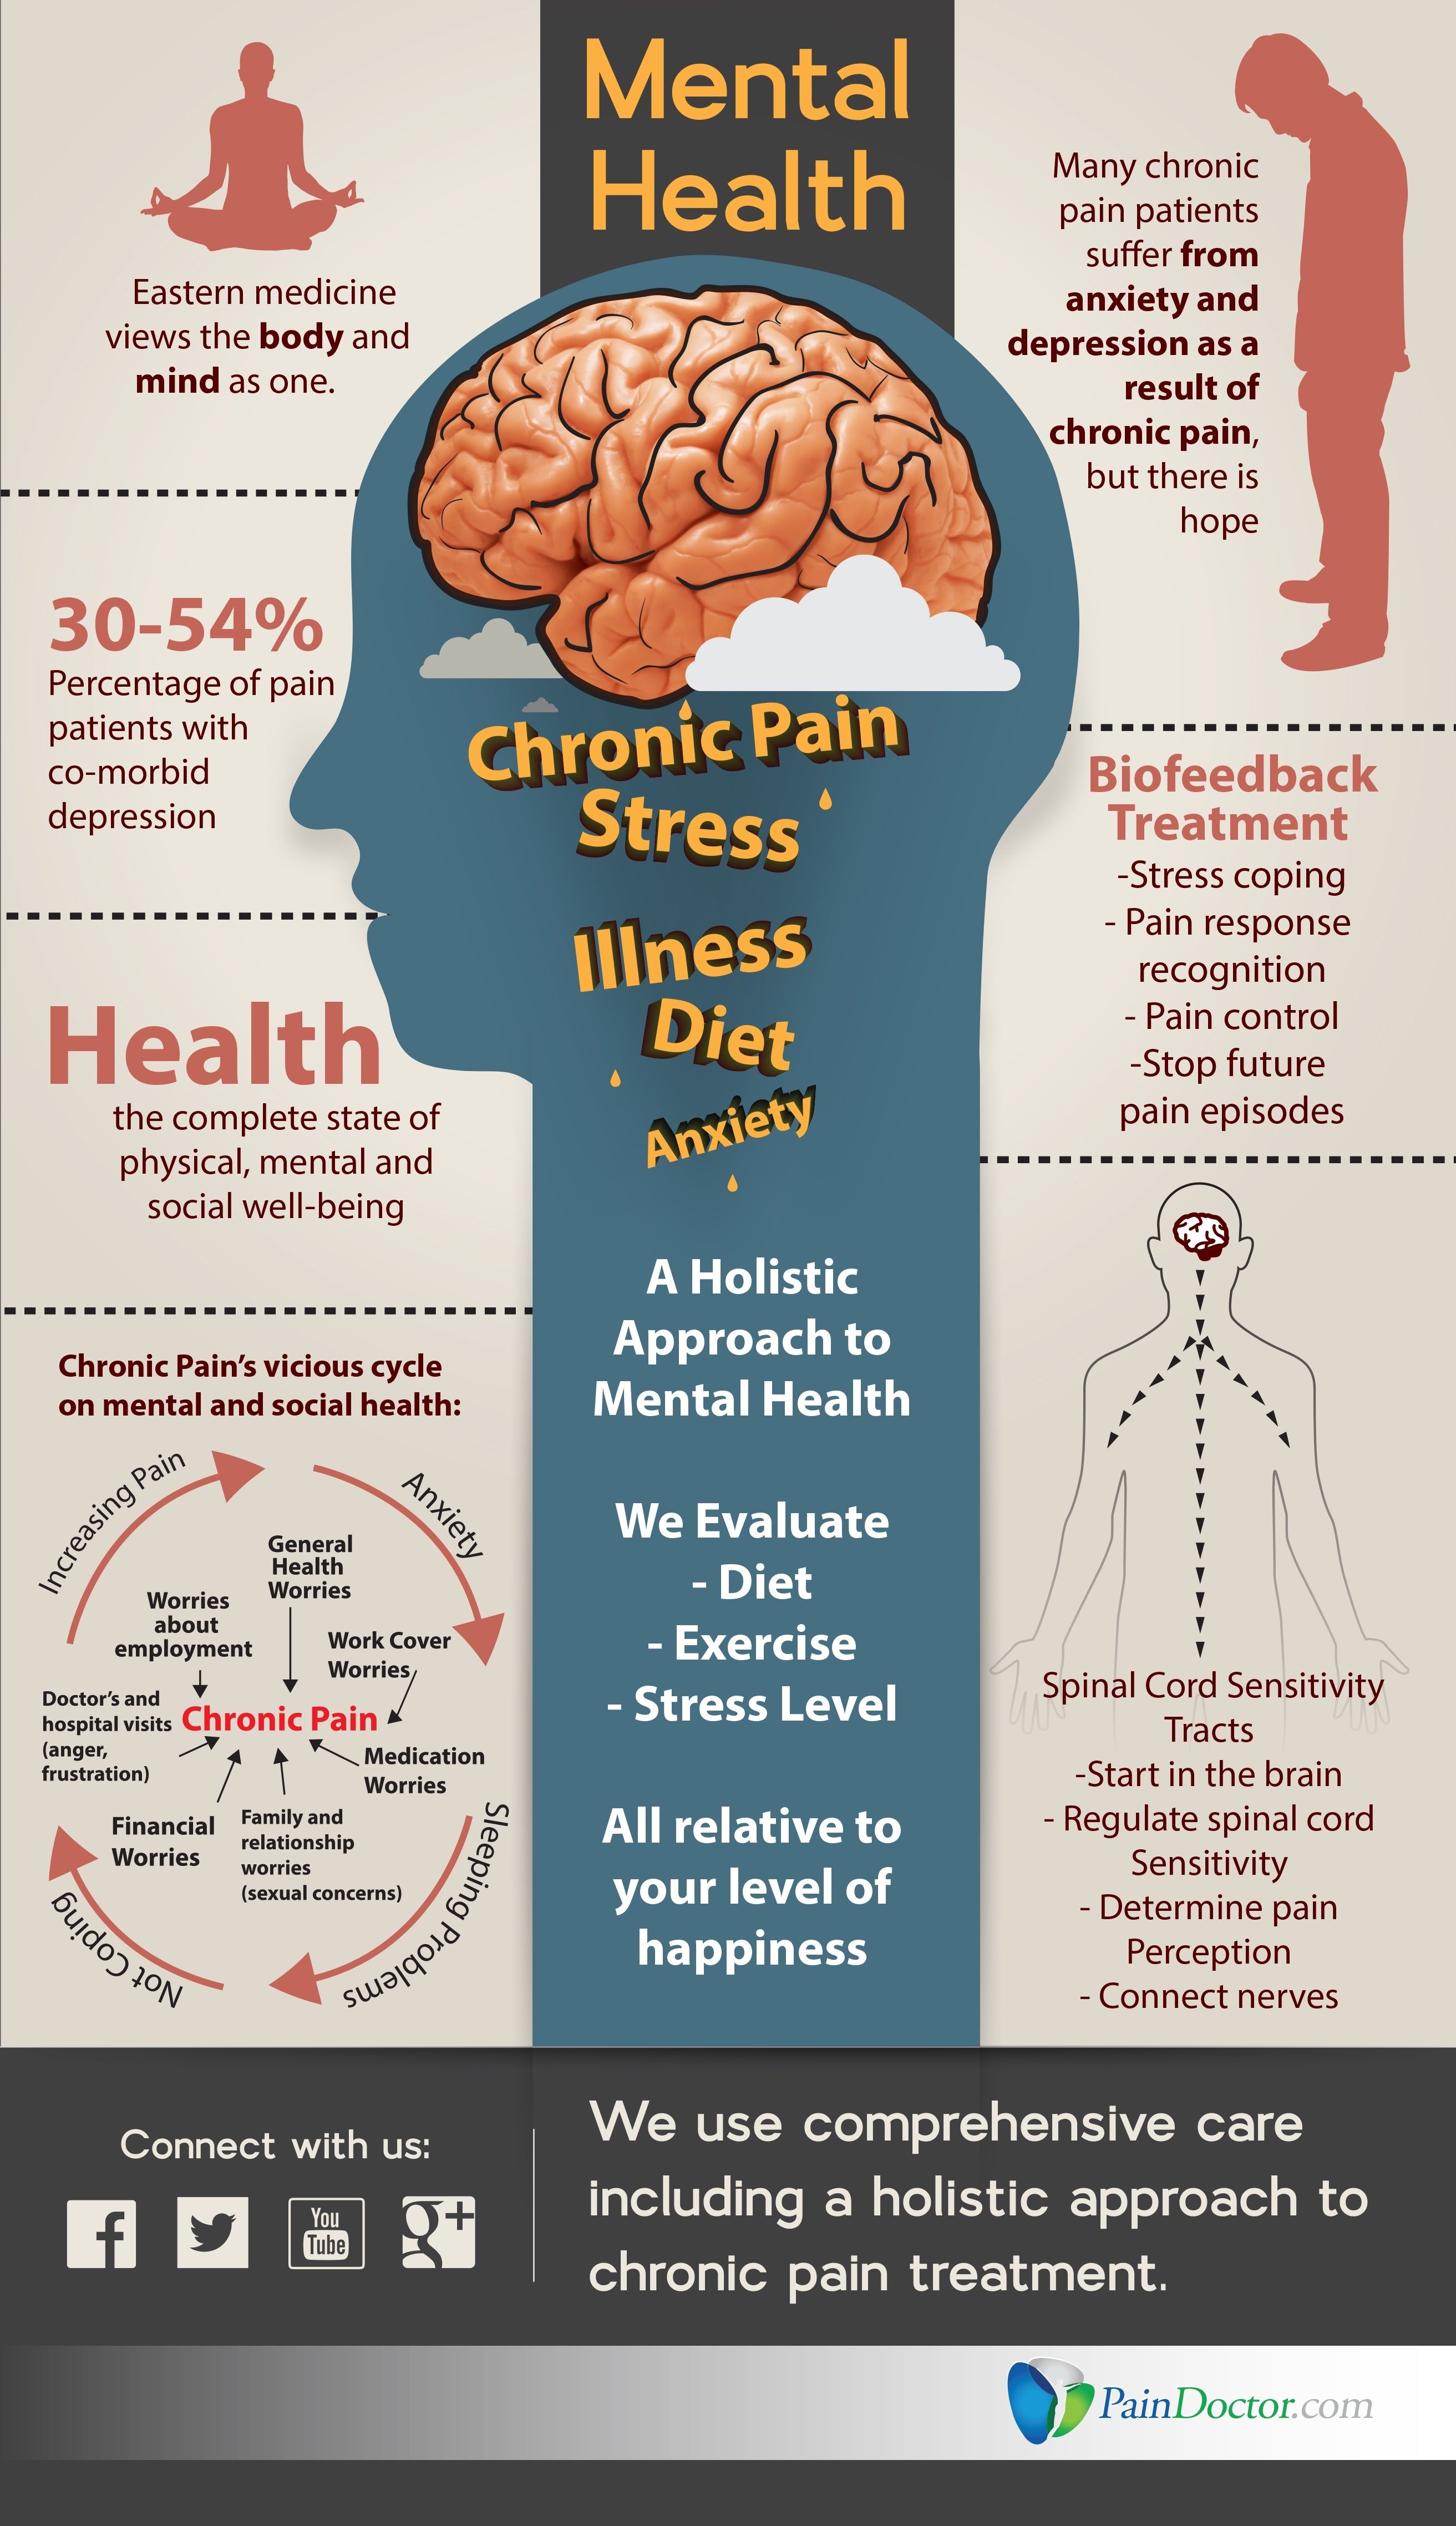 Mental
Health
Eastern medicine
views the body and
mind as one.
Many chronic
pain patients
suffer from
anxiety and
depression as a
result of
chronic pain,
but there is
hope
30-54%
Percentage of pain
patients with
co-morbid
depression
Chronic Pain
Stress
Illness
Diet
Anxiety
Biofeedback
Treatment
-Stress coping
- Pain response
recognition
- Pain control
-Stop future
pain episodes
Health
the complete state of
physical, mental and
social well-being
A Holistic
Approach to
Mental Health
We Evaluate
- Diet
- Exercise
- Stress Level
All relative to
your level of
happiness
Chronic Pain's vicious cycle
on mental and social health:
Increasing Pain
Anxiety
General
Health
Worries
Worries
about
employment
Work Cover
Worries
Doctor's and
hospital visits
(anger,
frustration)
Chronic Pain
Medication
Worries
Financial
Worries
Family and
relationship
worries
(sexual concerns)
Sleeping Problems
Not Coping
Spinal Cord Sensitivity
Tracts
-Start in the brain
- Regulate spinal cord
Sensitivity
- Determine pain
Perception
- Connect nerves
Connect with us:
f
You
Tube
g+
We use comprehensive care
including a holistic approach to
chronic pain treatment.
PainDoctor.com